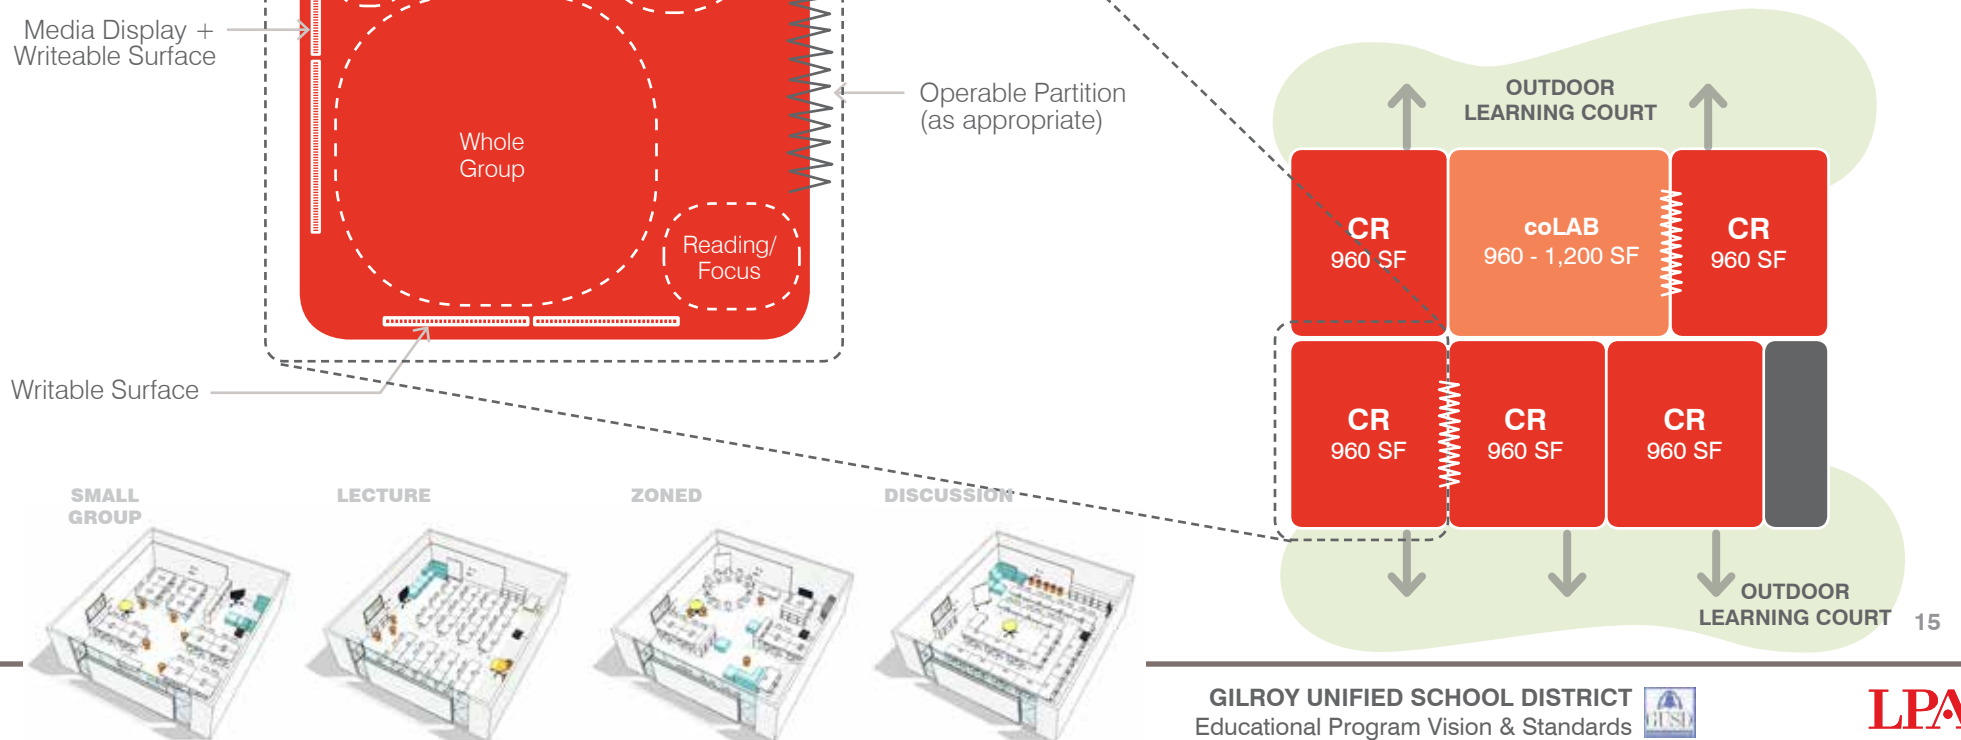 Media Display +
Writeable Surface
Whole
Group
Reading/
Focus
Operable Partition
(as appropriate)
Writable Surface
OUTDOOR
LEARNING COURT
CR
960 SF
coLAB
960 - 1,200 SF
CR
960 SF
CR
960 SF
CR
960 SF
CR
960 SF
OUTDOOR
LEARNING COURT
SMALL
GROUP
LECTURE
ZONED
DISCUSSION
15
GILROY UNIFIED SCHOOL DISTRICT
Educational Program Vision & Standards
GUSD
LPA